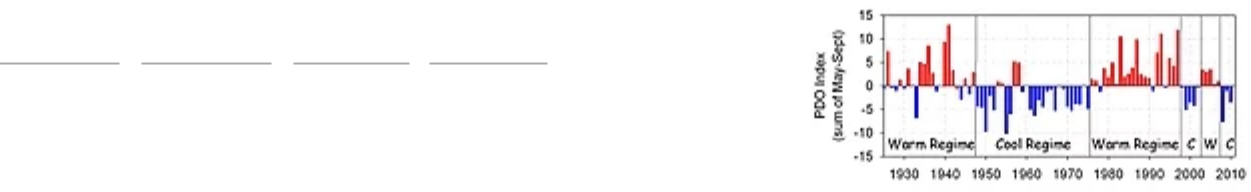 15
10
5
0
-5
-10
-15
PDO Index
(sum of May-Sept)
Warm Regime Cool Regime Warm Regime C W C
1930 1940 1950 1960 1970 1980 1990 2000 2010